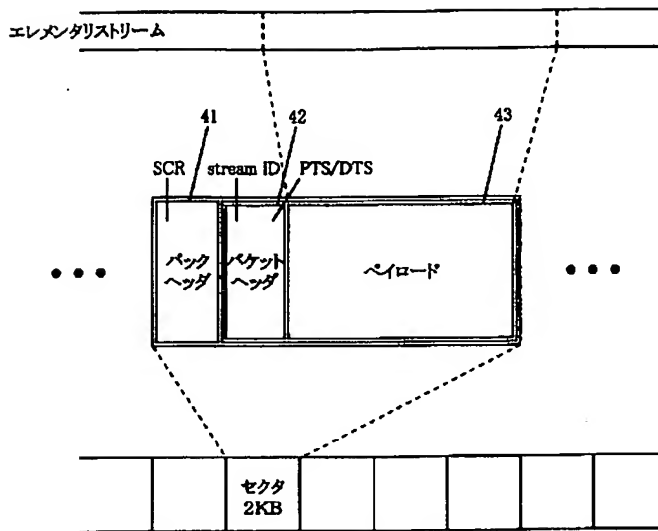 エレメンタリストリーム
41
42
43
SCR
stream ID
PTS/DTS
パック
ヘッダ
パケット
ヘッダ
ペイロード
セクタ
2KB